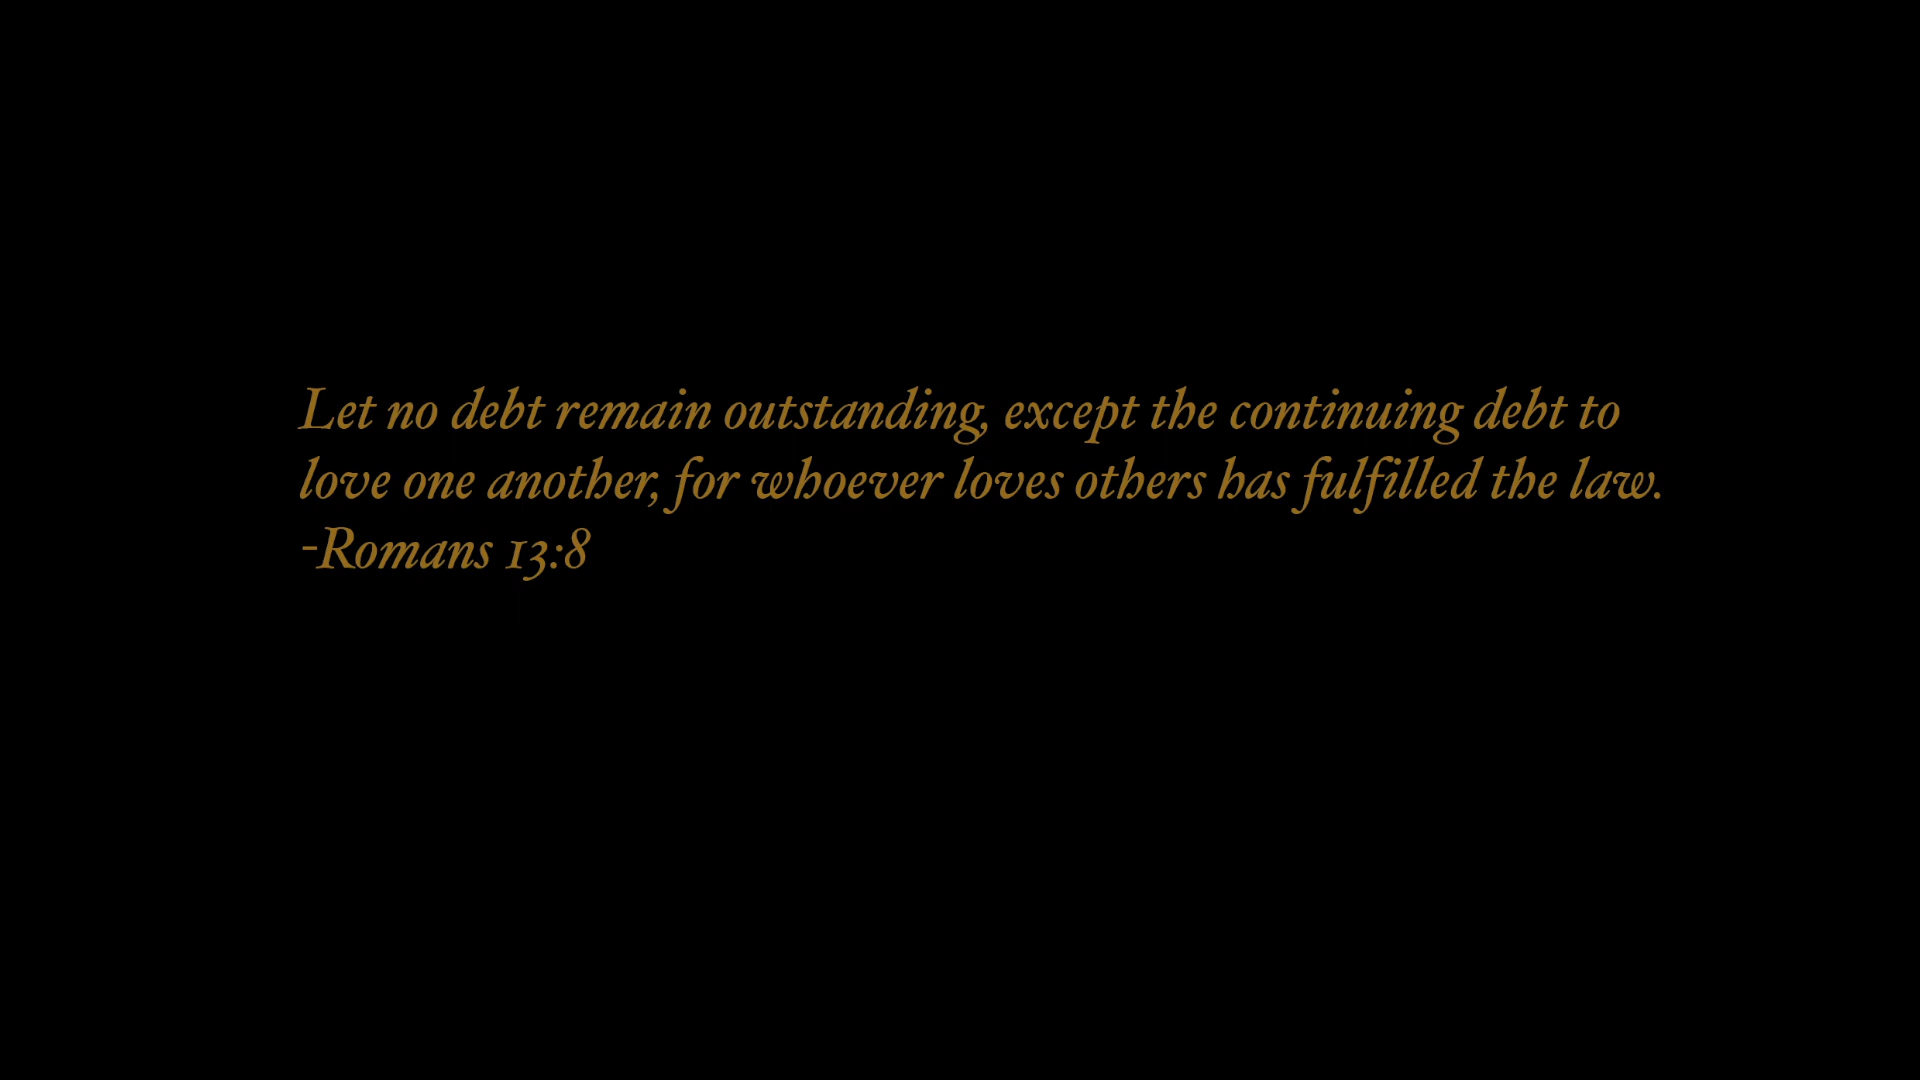 Let no debt remain outstanding, except the continuing debt to
love one another, for whoever loves others has fulfilled the law.
-Romans 13:8